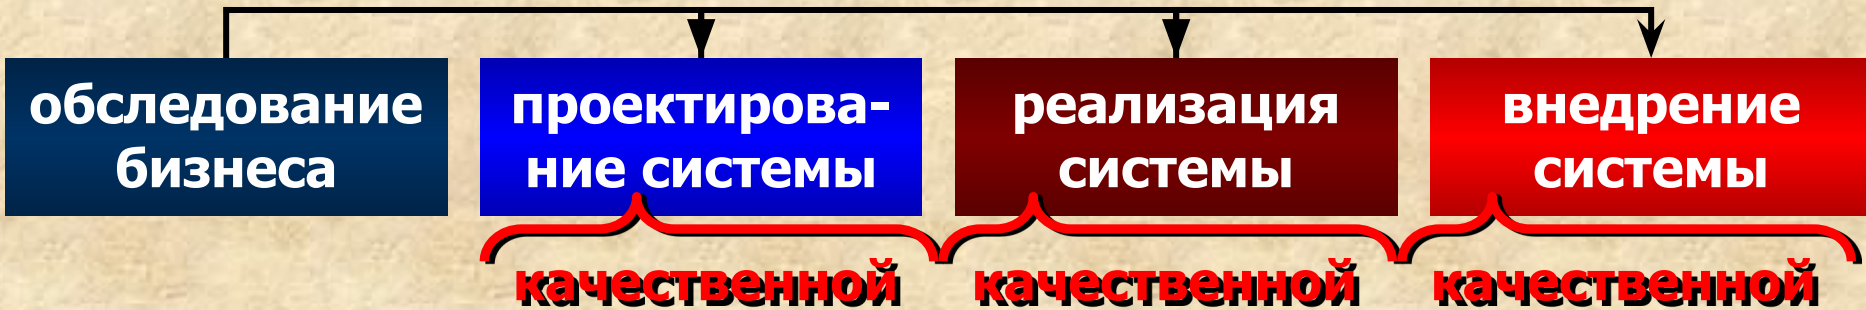 обследование
бизнеса
проектирова-
ние системы
реализация
системы
внедрение
системы
качественной
качественной
качественной